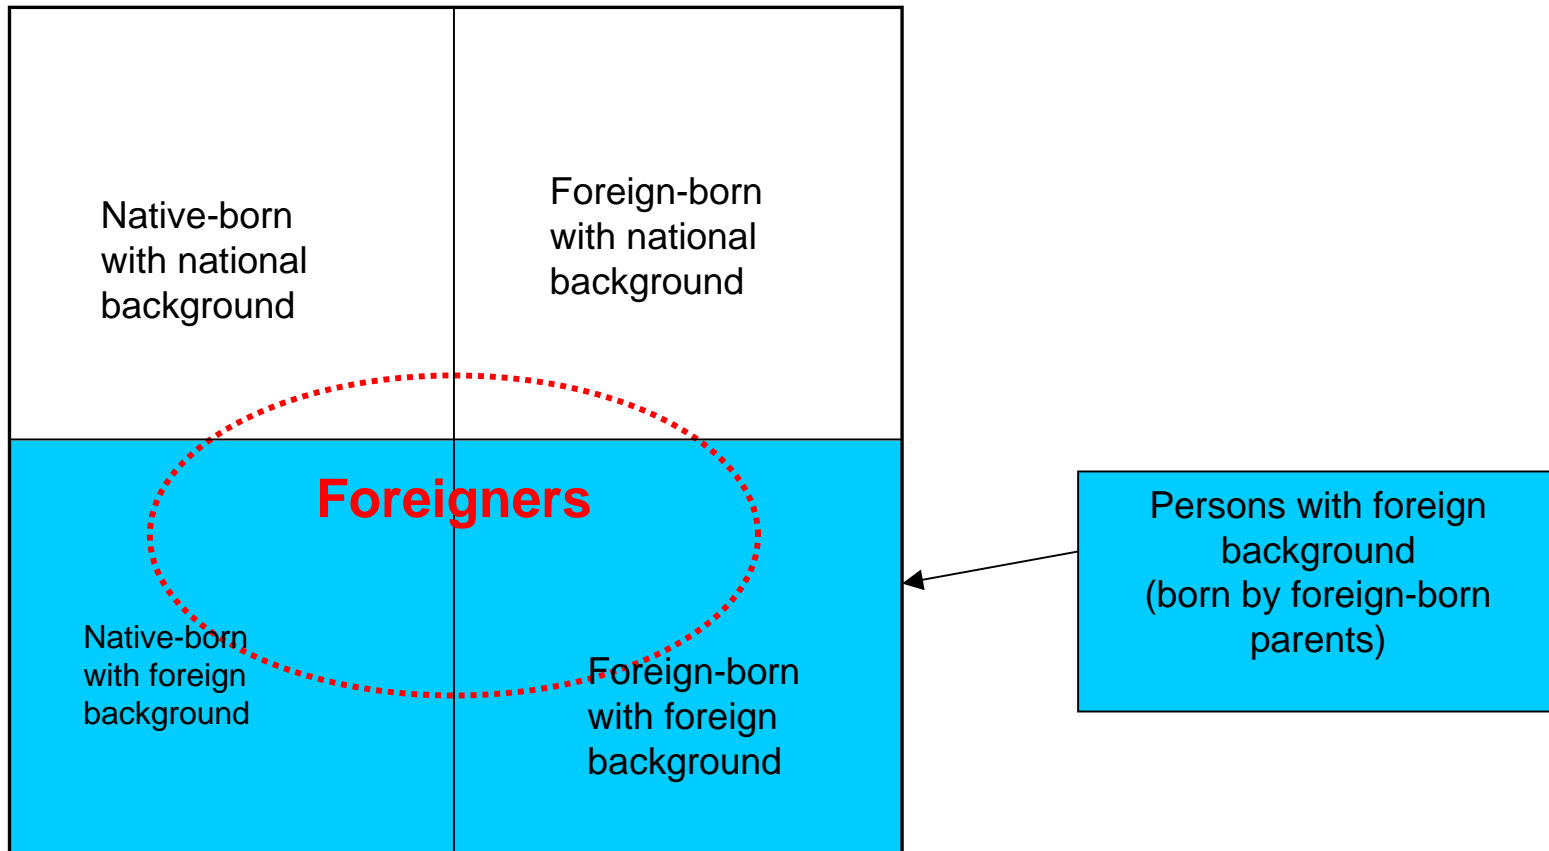 Native-born
with national
background
Foreign-born
with national
background
Foreigners
Native-born
with foreign
background
Foreign-born
with foreign
background
Persons with foreign
background
(born by foreign-born
parents)